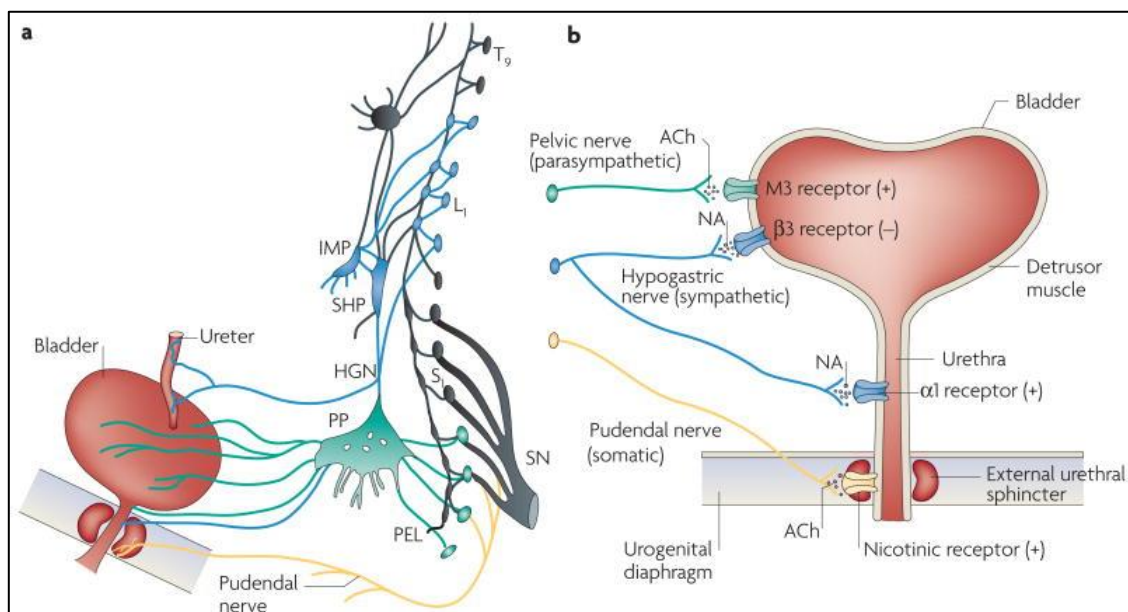 a
T₉
L₁
IMP
SHP
Ureter
Bladder
HGN
S₁
PP
SN
PEL
Pudendal
nerve
b
Bladder
ACh
Pelvic nerve
(parasympathetic)
M3 receptor (+)
NA
β3 receptor (–)
Hypogastric
nerve (sympathetic)
Detrusor
muscle
NA
Urethra
α1 receptor (+)
Pudendal nerve
(somatic)
External urethral
sphincter
ACh
Urogenital
diaphragm
Nicotinic receptor (+)